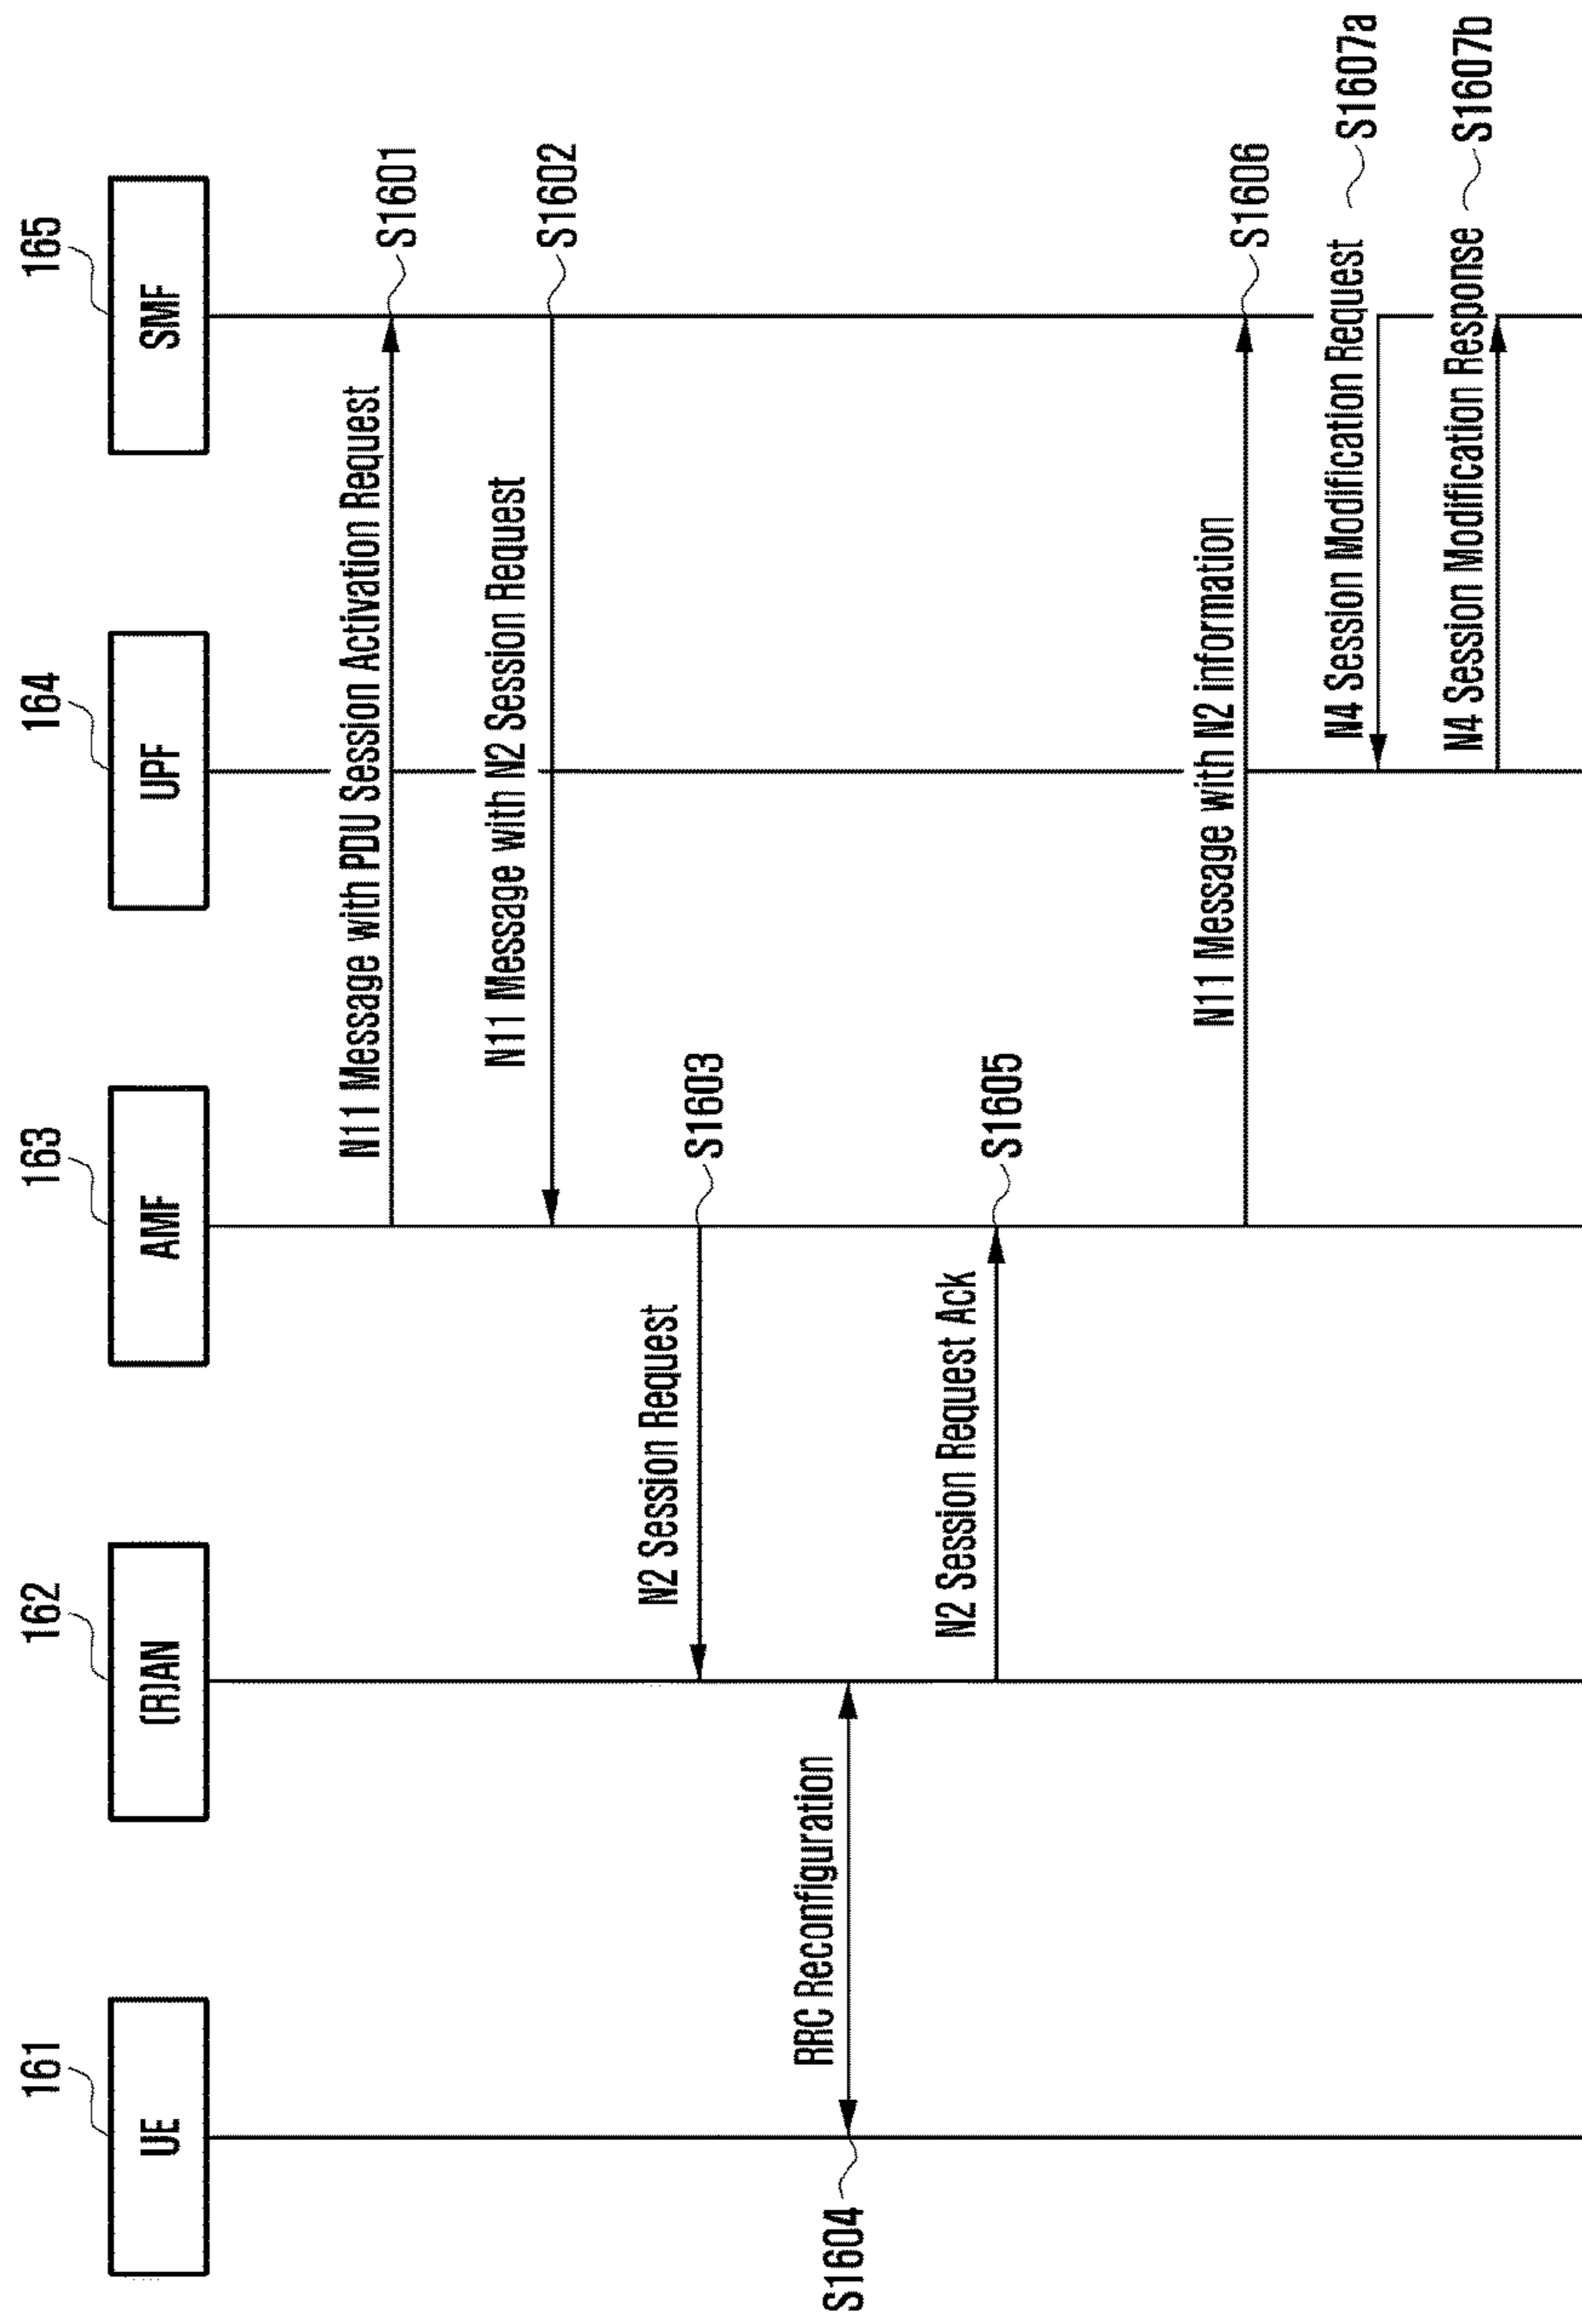 161
162
163
164
165
UE
(R)AN
AMF
UPF
SMF
N11 Message with PDU Session Activation Request
S1601
N11 Message with N2 Session Request
S1602
N2 Session Request
S1603
S1604
RRC Reconfiguration
N2 Session Request Ack
S1605
N11 Message with N2 information
S1606
N4 Session Modification Request
S1607a
N4 Session Modification Response
S1607b